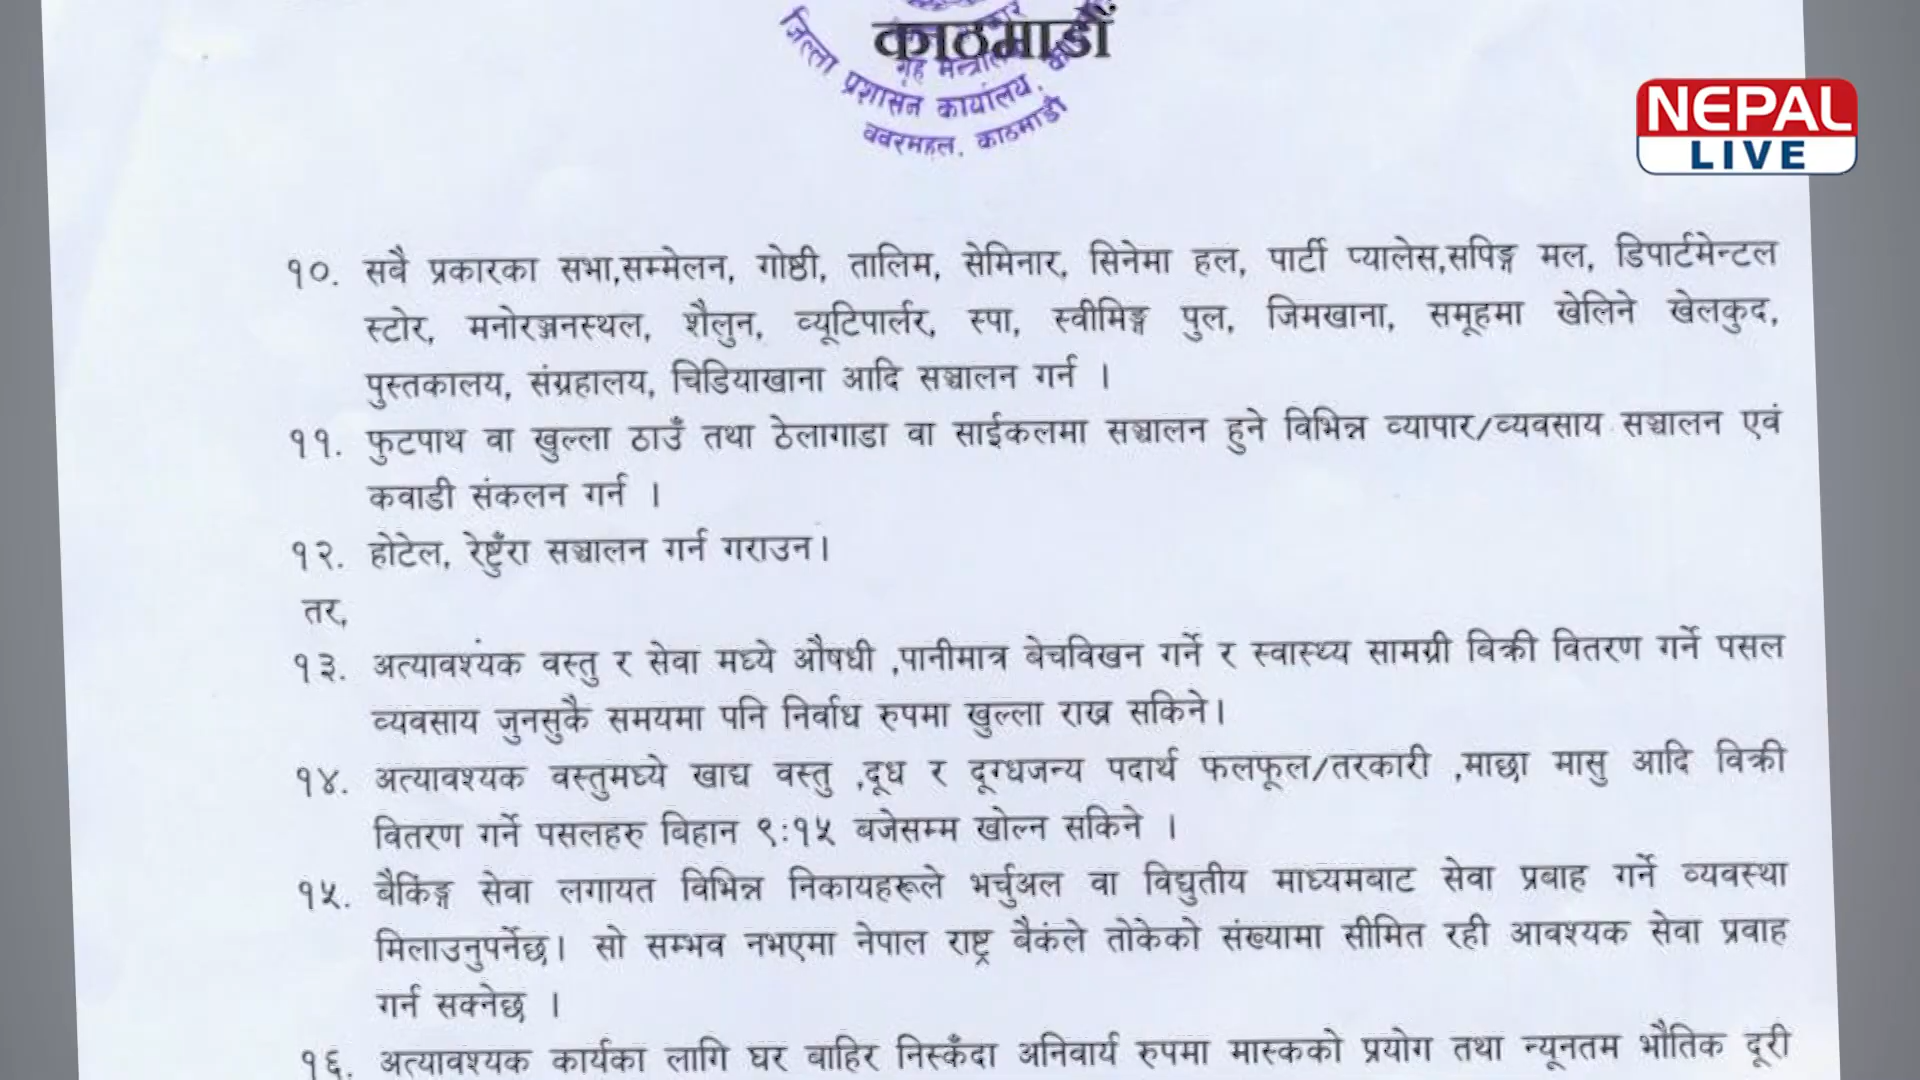 काठमाडौं
गृह मन्त्रालय
जिल्ला प्रशासन कार्यालय,
बबरमहल, काठमाडौं
NEPAL
LIVE
१०. सबै प्रकारका सभा,सम्मेलन, गोष्ठी, तालिम, सेमिनार, सिनेमा हल, पार्टी प्यालेस,सपिङ्ग मल, डिपार्टमेन्टल
स्टोर, मनोरञ्जनस्थल, शैलुन, व्यूटिपार्लर, स्पा, स्वीमिङ्ग पुल, जिमखाना, समूहमा खेलिने खेलकुद,
पुस्तकालय, संग्रहालय, चिडियाखाना आदि सञ्चालन गर्न ।
११. फुटपाथ वा खुल्ला ठाउँ तथा ठेलागाडा वा साईकलमा सञ्चालन हुने विभिन्न व्यापार/व्यवसाय सञ्चालन एवं
कवाडी संकलन गर्न ।
१२. होटेल, रेष्टुँरा सञ्चालन गर्न गराउन।
तर,
१३. अत्यावश्यक वस्तु र सेवा मध्ये औषधी ,पानीमात्र बेचविखन गर्ने र स्वास्थ्य सामग्री विक्री वितरण गर्ने पसल
व्यवसाय जुनसुकै समयमा पनि निर्वाध रुपमा खुल्ला राख्न सकिने।
१४. अत्यावश्यक वस्तुमध्ये खाद्य वस्तु ,दूध र दूग्धजन्य पदार्थ फलफूल/तरकारी ,माछा मासु आदि विक्री
वितरण गर्ने पसलहरु बिहान ९:१५ बजेसम्म खोल्न सकिने ।
१५. बैकिंङ्ग सेवा लगायत विभिन्न निकायहरूले भर्चुअल वा विद्युतीय माध्यमबाट सेवा प्रबाह गर्ने व्यवस्था
मिलाउनुपर्नेछ। सो सम्भव नभएमा नेपाल राष्ट्र बैकंले तोकेको संख्यामा सीमित रही आवश्यक सेवा प्रवाह
गर्न सक्नेछ ।
१६. अत्यावश्यक कार्यका लागि घर बाहिर निस्कँदा अनिवार्य रुपमा मास्कको प्रयोग तथा न्यूनतम भौतिक दूरी